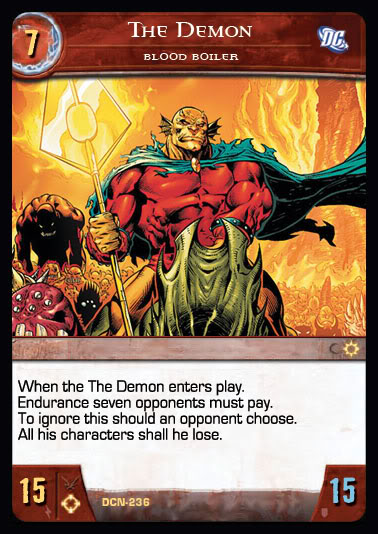 7
The Demon
DC
BLOOD BOILER
When the The Demon enters play.
Endurance seven opponents must pay.
To ignore this should an opponent choose.
All his characters shall he lose.
15
DCN-236
15